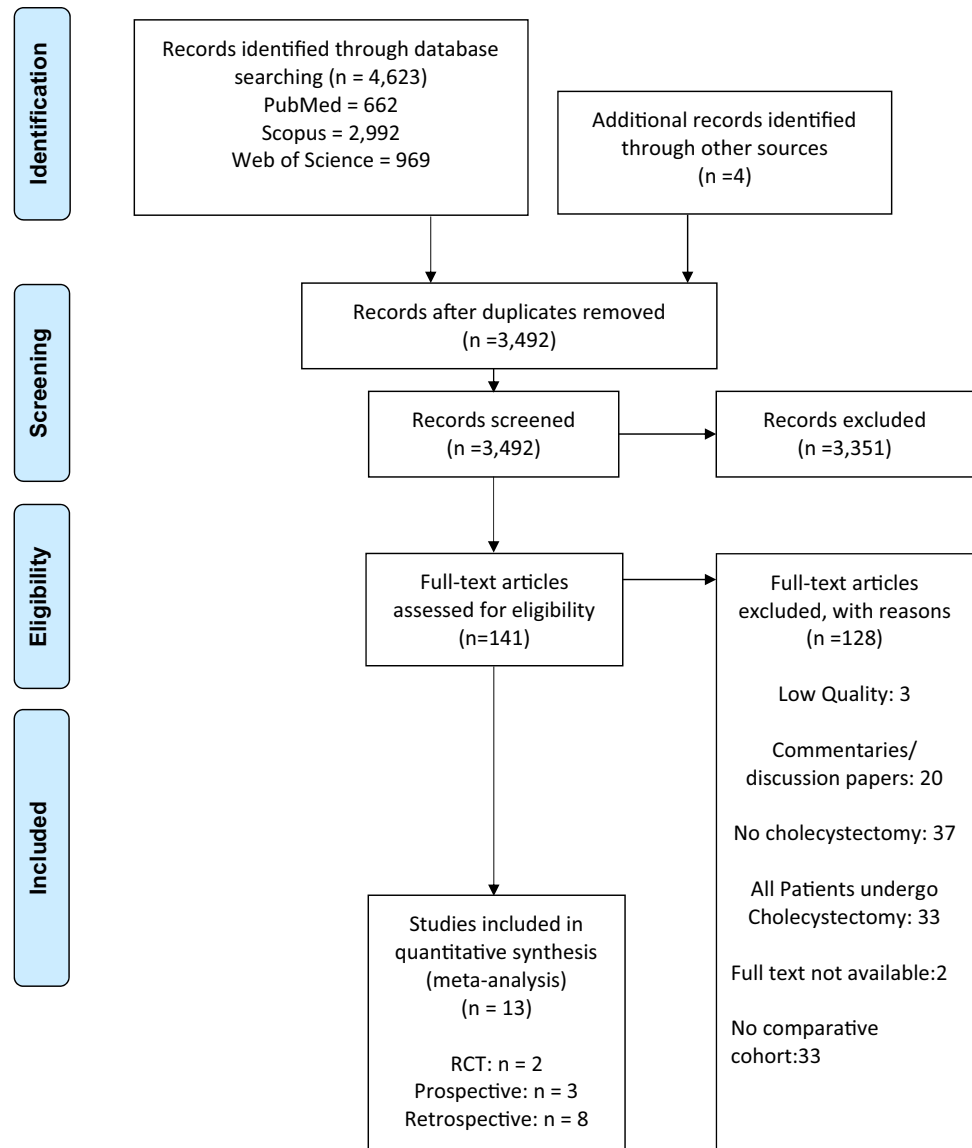 Identification
Records identified through database
searching (n = 4,623)
PubMed = 662
Scopus = 2,992
Web of Science = 969
Additional records identified
through other sources
(n =4)
Screening
Records after duplicates removed
(n =3,492)
Records screened
(n =3,492)
Records excluded
(n =3,351)
Eligibility
Full-text articles
assessed for eligibility
(n=141)
Full-text articles
excluded, with reasons
(n =128)
Low Quality: 3
Commentaries/
discussion papers: 20
No cholecystectomy: 37
All Patients undergo
Cholecystectomy: 33
Full text not available:2
No comparative
cohort:33
Included
Studies included in
quantitative synthesis
(meta-analysis)
(n = 13)
RCT: n = 2
Prospective: n = 3
Retrospective: n = 8